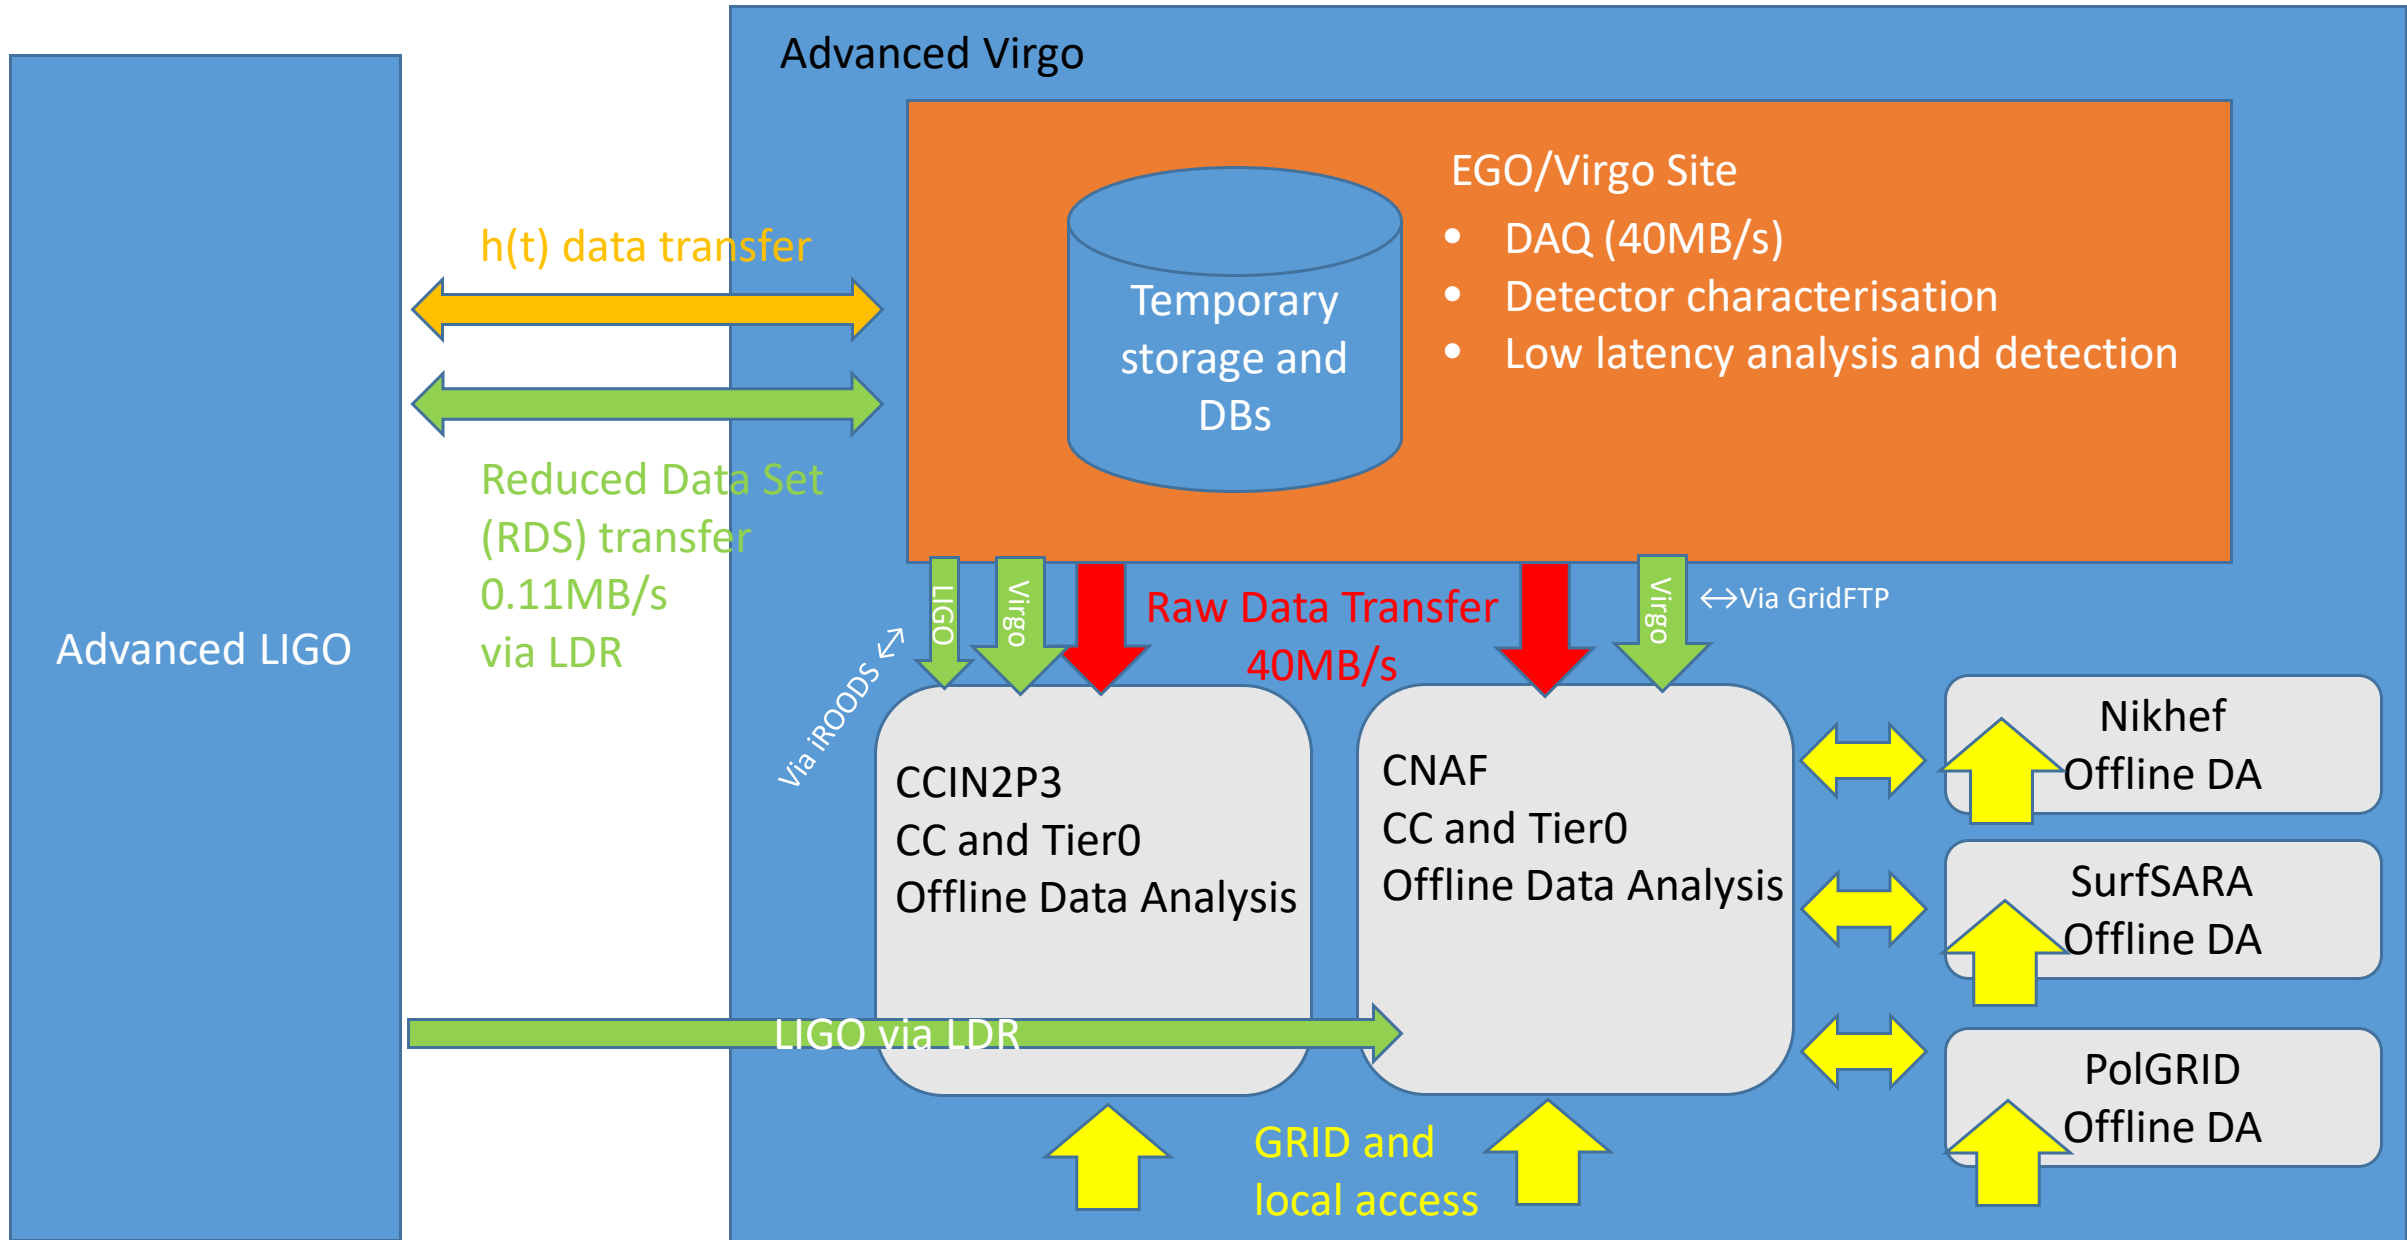 Advanced Virgo
EGO/Virgo Site
• DAQ (40MB/s)
• Detector characterisation
• Low latency analysis and detection
Temporary
storage and
DBs
h(t) data transfer
Reduced Data Set
(RDS) transfer
0.11MB/s
via LDR
Advanced LIGO
LIGO
Virgo
Raw Data Transfer
40MB/s
Virgo
↔Via GridFTP
Via iROODS ↔
CCIN2P3
CC and Tier0
Offline Data Analysis
CNAF
CC and Tier0
Offline Data Analysis
Nikhef
Offline DA
SurfSARA
Offline DA
PolGRID
Offline DA
LIGO via LDR
GRID and
local access